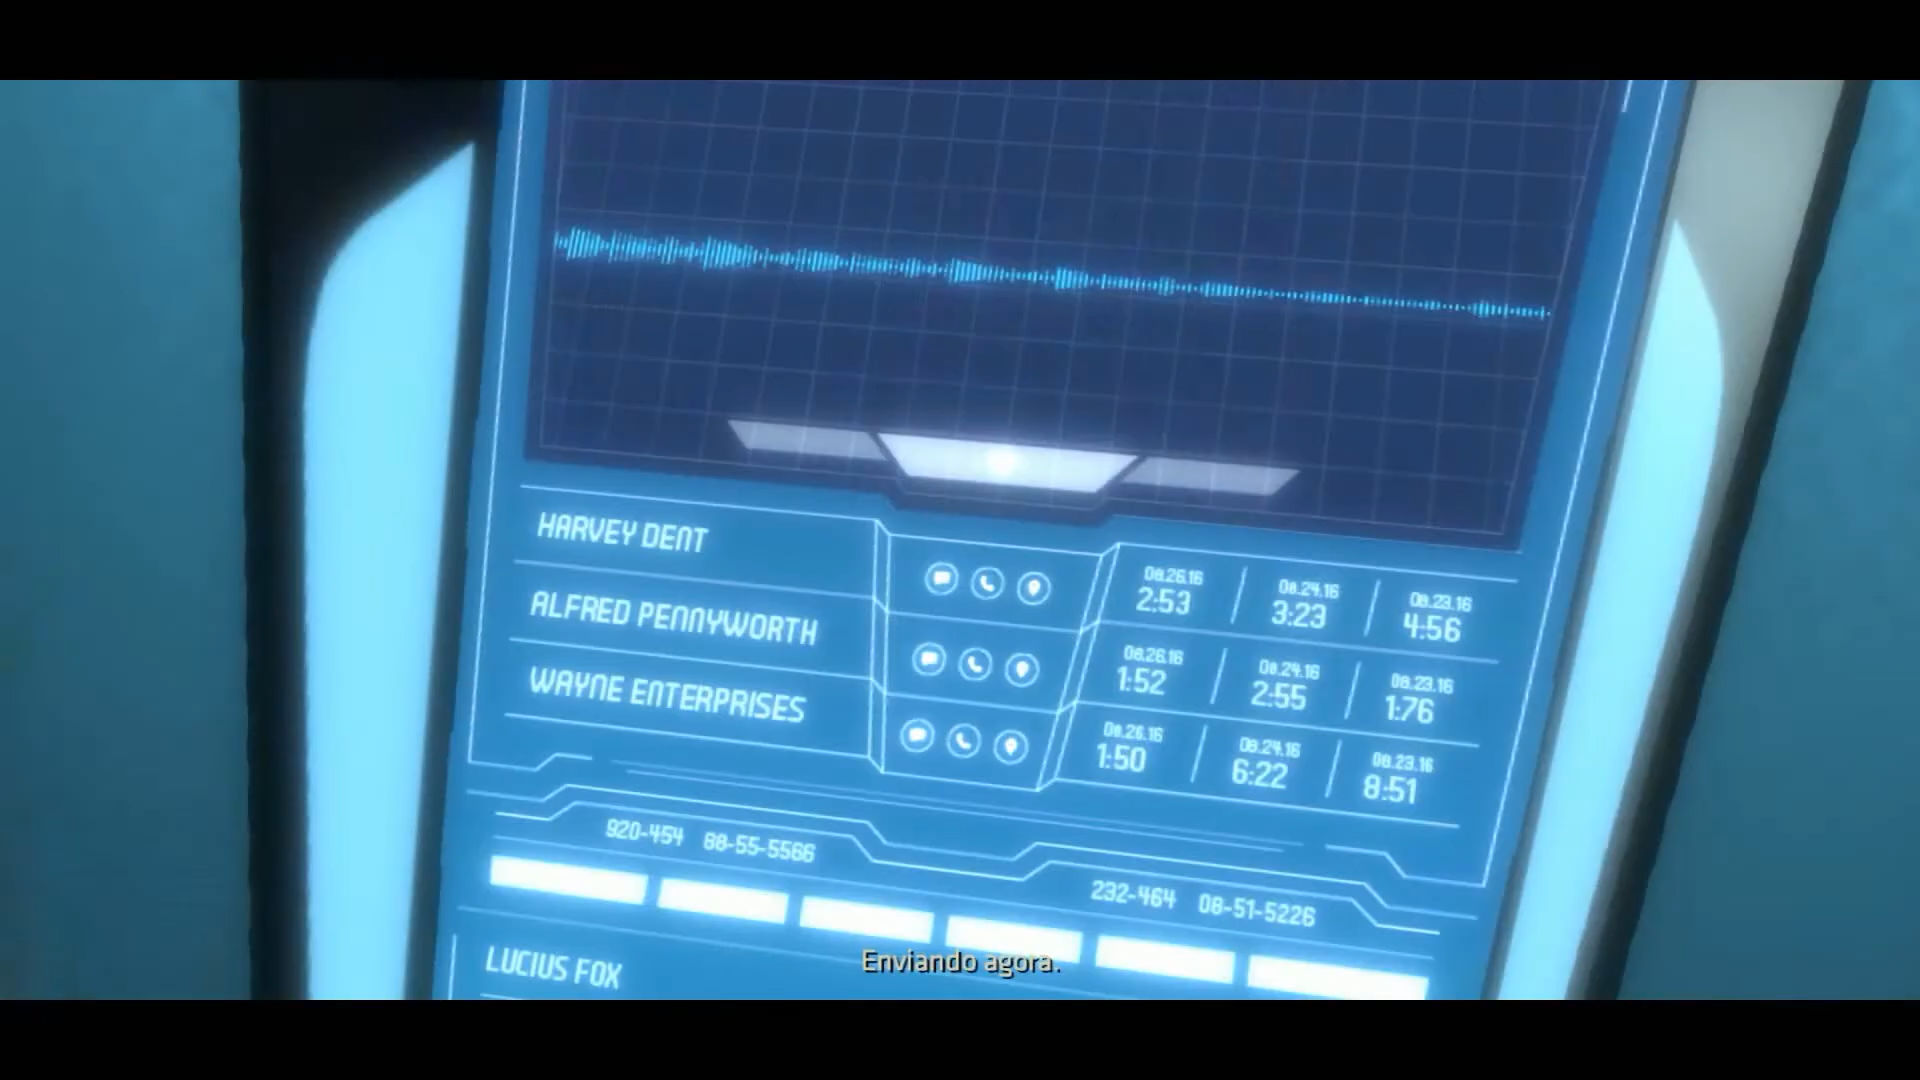 HARVEY DENT
08.26.16 08.24.16 08.23.16
2:53 3:23 4:56
ALFRED PENNYWORTH
08.26.16 08.24.16 08.23.16
1:52 2:55 1:76
WAYNE ENTERPRISES
08.26.16 08.24.16 08.23.16
1:50 6:22 8:51
920-454 88-55-5566
232-464 08-51-5226
LUCIUS FOX
Enviando agora.